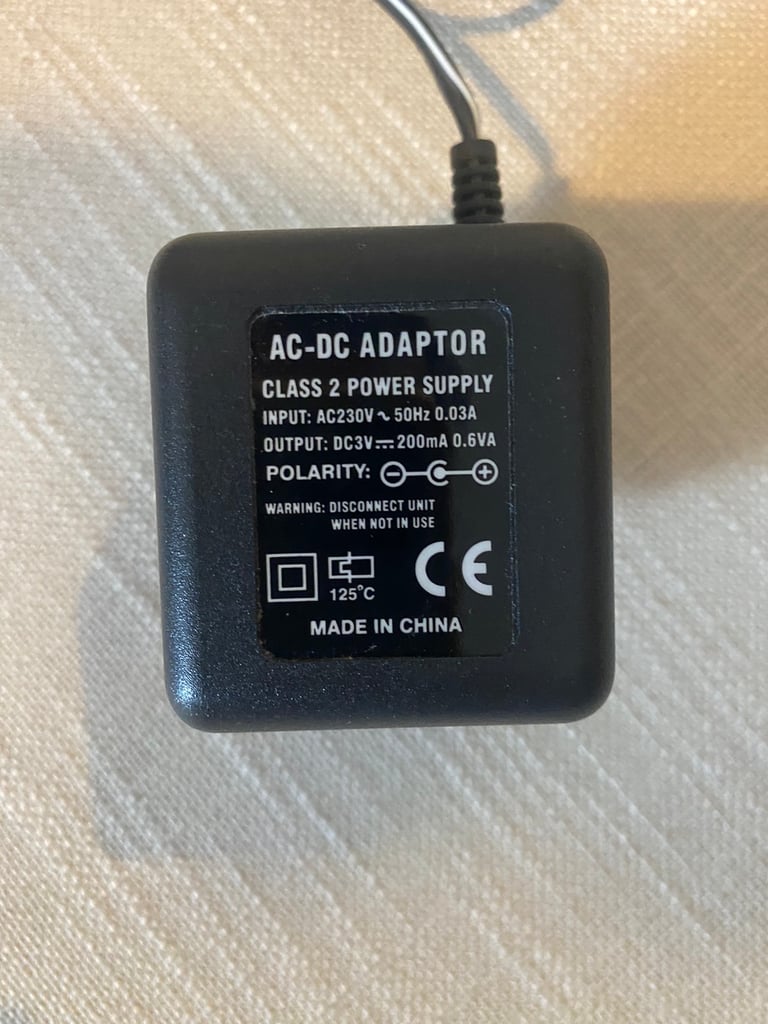 AC-DC ADAPTOR
CLASS 2 POWER SUPPLY
INPUT: AC230V ~ 50Hz 0.03A
OUTPUT: DC3V⎓200mA 0.6VA
POLARITY: ⊖ ⊕
WARNING: DISCONNECT UNIT
WHEN NOT IN USE
125°C
CE
MADE IN CHINA